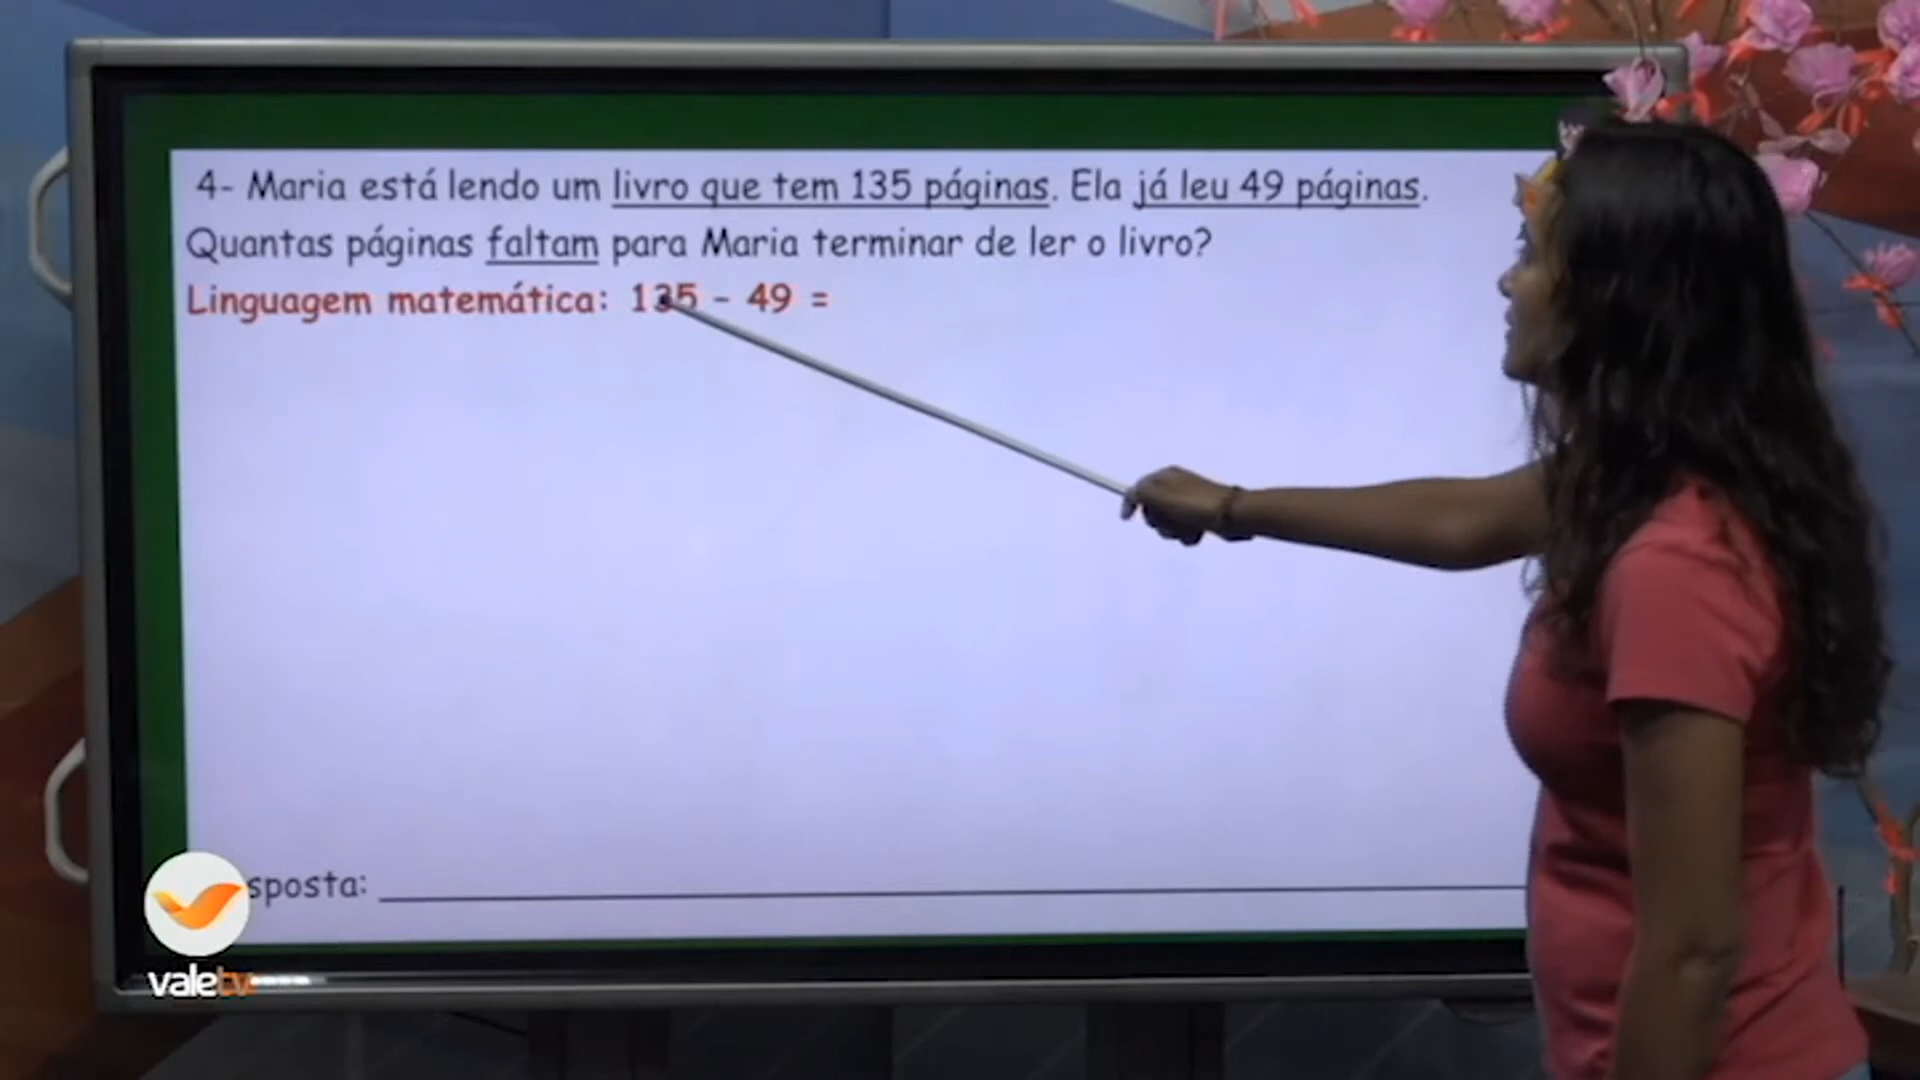 4- Maria está lendo um livro que tem 135 páginas. Ela já leu 49 páginas.
Quantas páginas faltam para Maria terminar de ler o livro?
Linguagem matemática: 135 - 49 =
sposta:
valetv